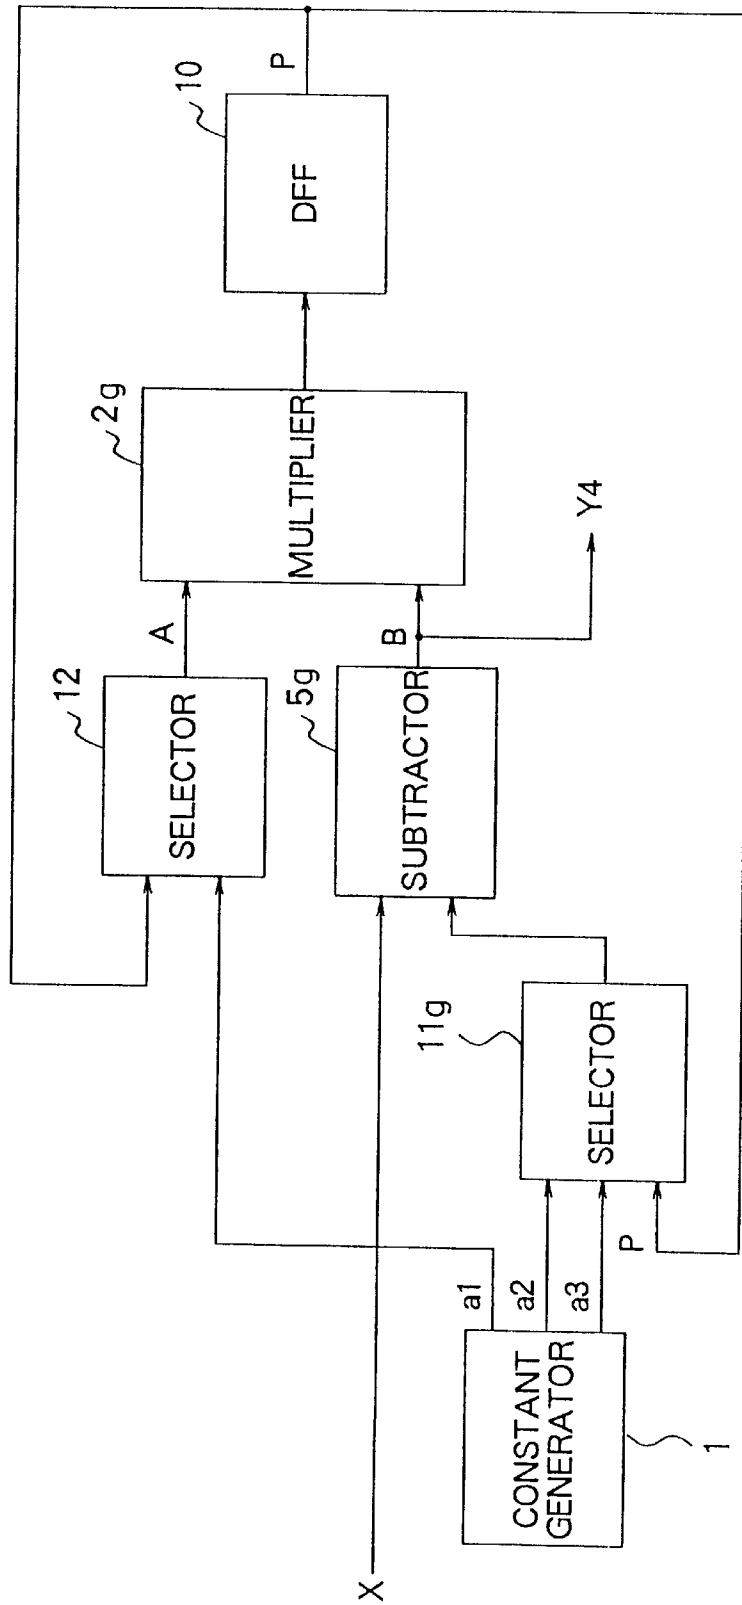 X
CONSTANT
GENERATOR
1
a1
a2
a3
P
SELECTOR
11g
SELECTOR
12
SUBTRACTOR
5g
A
B
Y4
MULTIPLIER
2g
DFF
10
P